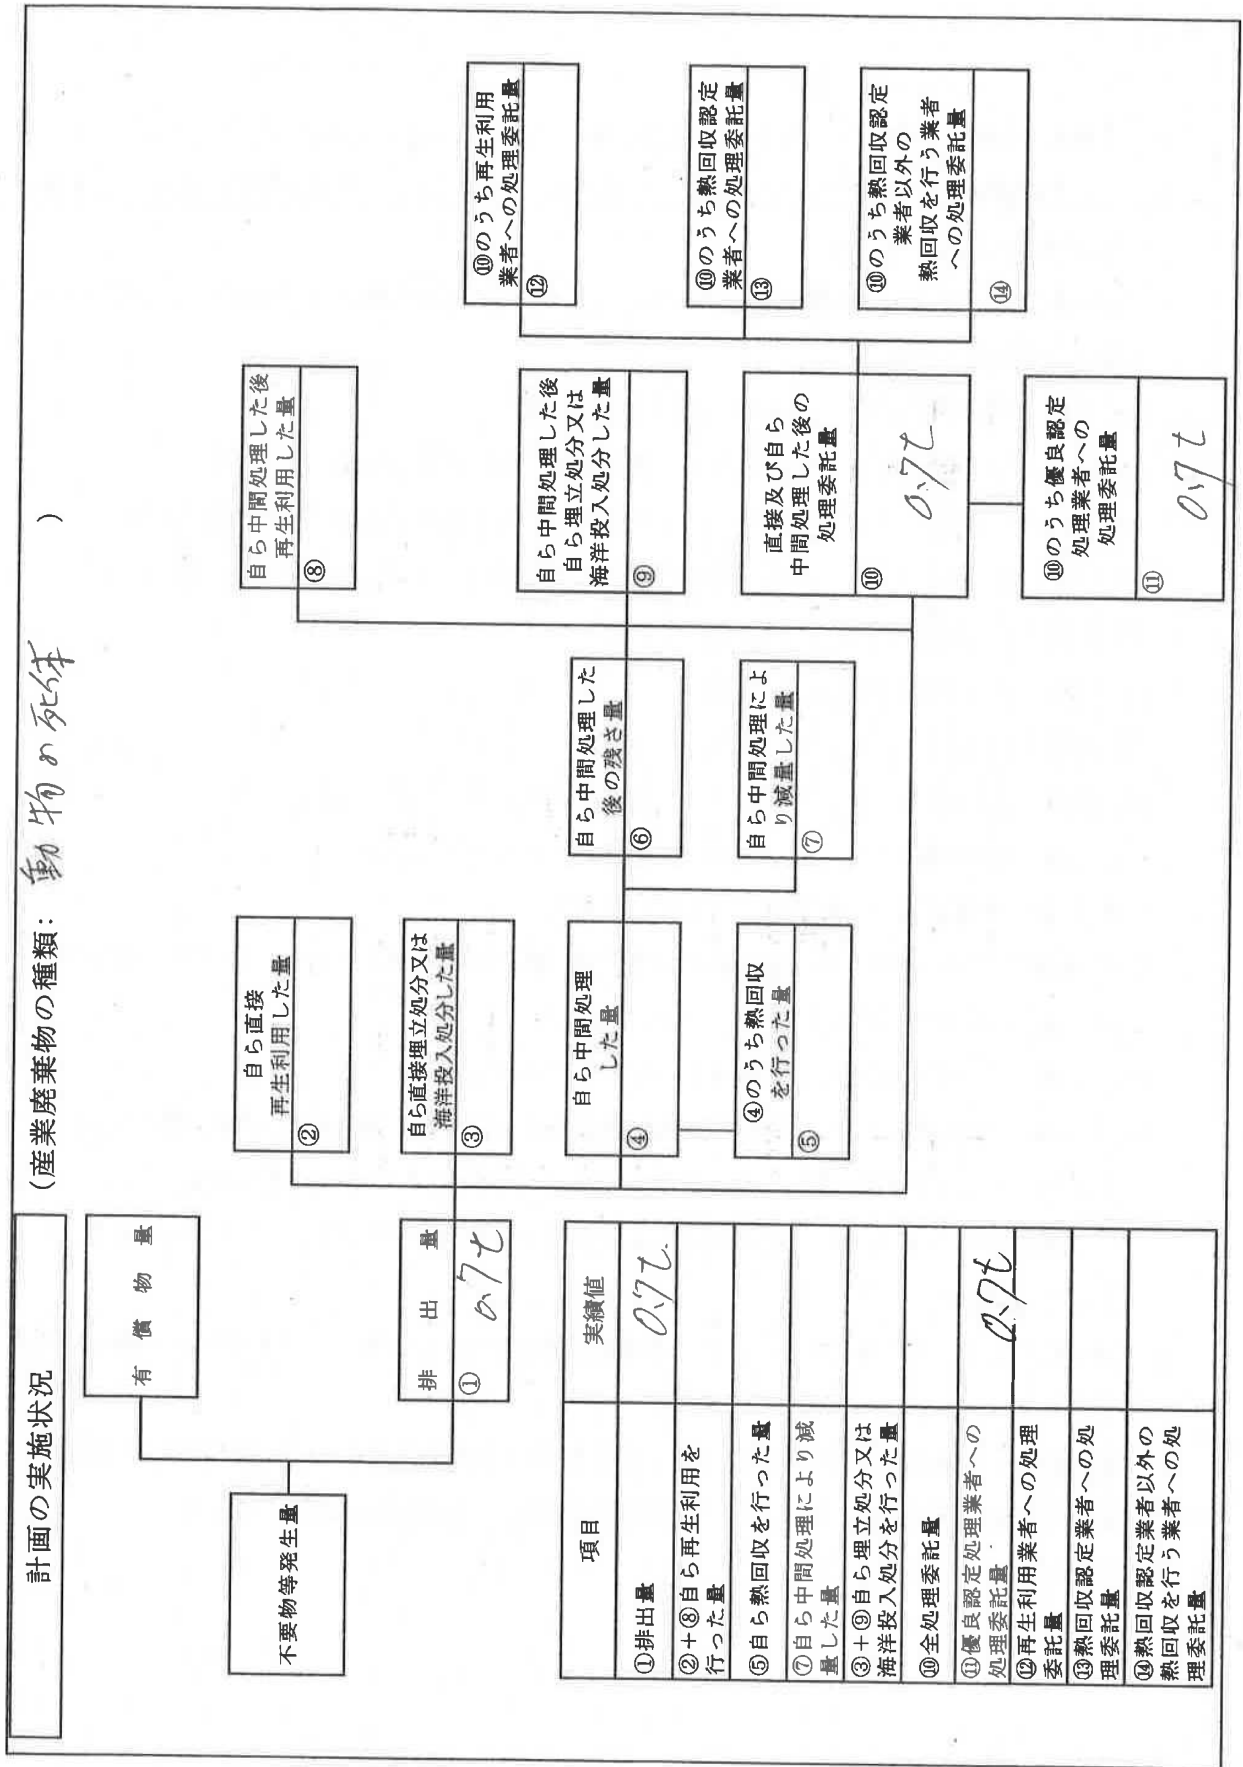 計画の実施状況
(産業廃棄物の種類: 動物の死体 )
不要物等発生量
有償物量
排出量
① 0.7t
自ら直接
再生利用した量
②
自ら直接埋立処分又は
海洋投入処分した量
③
自ら中間処理
した量
④
④のうち熱回収
を行った量
⑤
自ら中間処理した
後の残さ量
⑥
自ら中間処理によ
り減量した量
⑦
自ら中間処理した後
再生利用した量
⑧
自ら中間処理した後
自ら埋立処分又は
海洋投入処分した量
⑨
直接及び自ら
中間処理した後の
処理委託量
⑩ 0.7t
⑩のうち優良認定
処理業者への
処理委託量
⑪ 0.7t
⑩のうち再生利用
業者への処理委託量
⑫
⑩のうち熱回収認定
業者への処理委託量
⑬
⑩のうち熱回収認定
業者以外の
熱回収を行う業者
への処理委託量
⑭
項目 実績値
①排出量 0.7t.
②+⑧自ら再生利用を
行った量
⑤自ら熱回収を行った量
⑦自ら中間処理により減
量した量
③+⑨自ら埋立処分又は
海洋投入処分を行った量
⑩全処理委託量
⑪優良認定処理業者への
処理委託量 0.7t
⑫再生利用業者への処理
委託量
⑬熱回収認定業者への処
理委託量
⑭熱回収認定業者以外の
熱回収を行う業者への処
理委託量